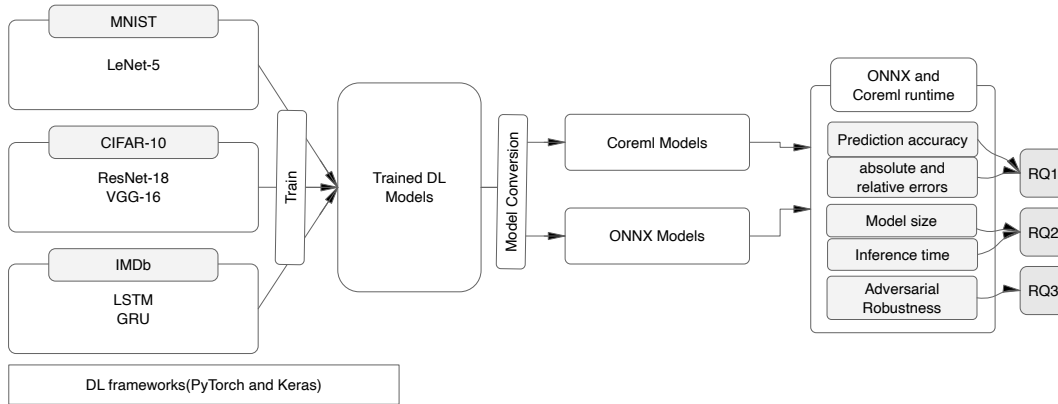 MNIST
LeNet-5
CIFAR-10
ResNet-18
VGG-16
IMDb
LSTM
GRU
DL frameworks(PyTorch and Keras)
Train
Trained DL
Models
Model Conversion
Coreml Models
ONNX Models
ONNX and
Coreml runtime
Prediction accuracy
absolute and
relative errors
Model size
Inference time
Adversarial
Robustness
RQ1
RQ2
RQ3